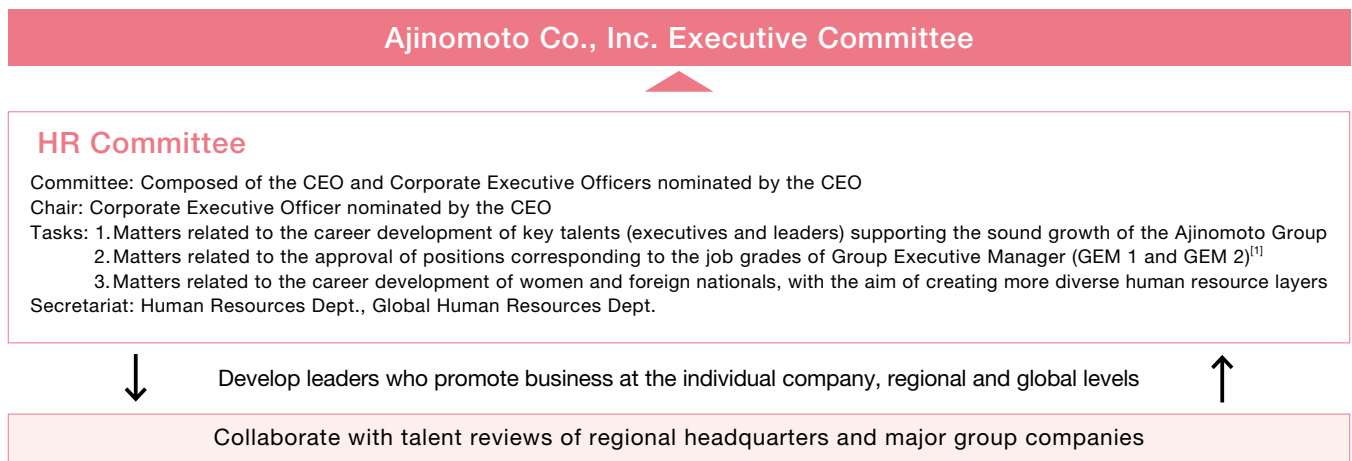 Ajinomoto Co., Inc. Executive Committee
HR Committee
Committee: Composed of the CEO and Corporate Executive Officers nominated by the CEO
Chair: Corporate Executive Officer nominated by the CEO
Tasks: 1. Matters related to the career development of key talents (executives and leaders) supporting the sound growth of the Ajinomoto Group
2. Matters related to the approval of positions corresponding to the job grades of Group Executive Manager (GEM 1 and GEM 2)[1]
3. Matters related to the career development of women and foreign nationals, with the aim of creating more diverse human resource layers
Secretariat: Human Resources Dept., Global Human Resources Dept.
Develop leaders who promote business at the individual company, regional and global levels
Collaborate with talent reviews of regional headquarters and major group companies